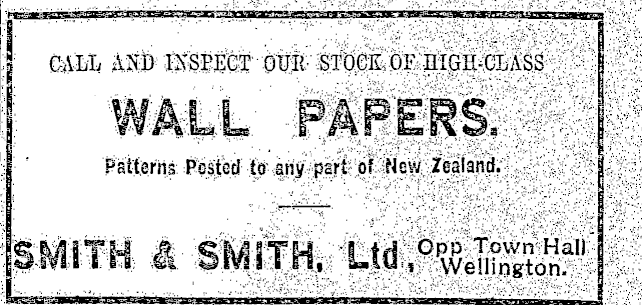 CALL AND INSPECT OUR STOCK OF HIGH-CLASS
WALL PAPERS.
Patterns Posted to any part of New Zealand.
SMITH & SMITH, Ltd., Opp Town Hall
Wellington.